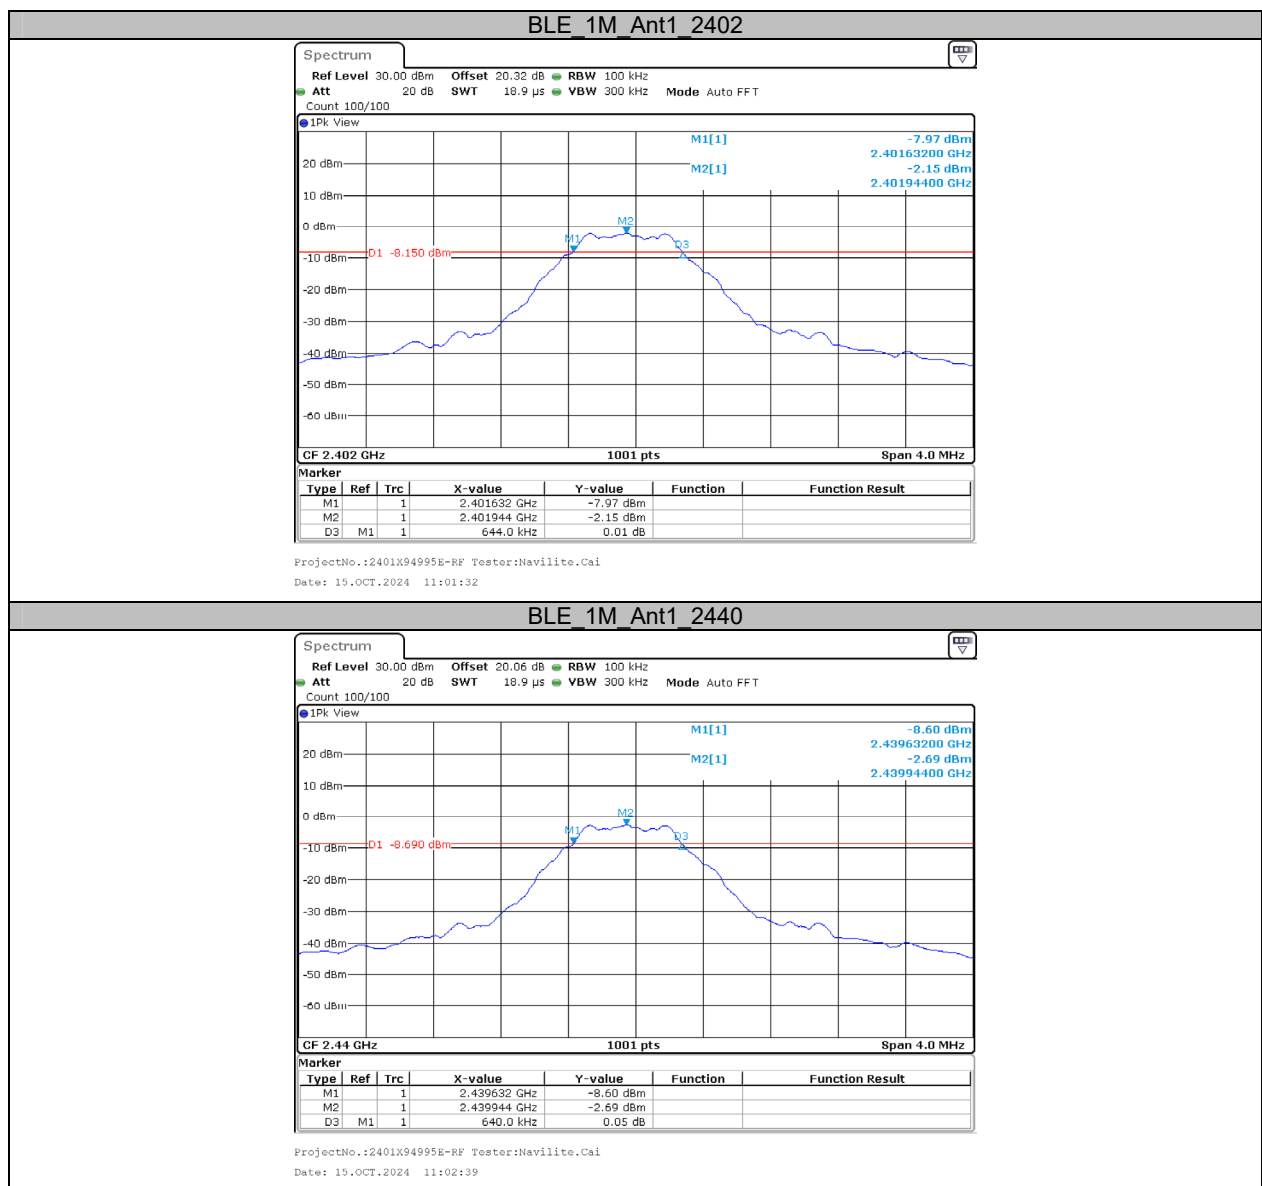 BLE_1M_Ant1_2402
Spectrum
Ref Level 30.00 dBm Offset 20.32 dB RBW 100 kHz
Att 20 dB SWT 18.9 µs VBW 300 kHz Mode Auto FFT
Count 100/100
1Pk View
M1[1] -7.97 dBm
2.40163200 GHz
20 dBm
M2[1] -2.15 dBm
2.40194400 GHz
10 dBm
M2
0 dBm
M1
D3
D1 -8.150 dBm
-10 dBm
-20 dBm
-30 dBm
-40 dBm
-50 dBm
-60 dBm
CF 2.402 GHz 1001 pts Span 4.0 MHz
Marker
Type Ref Trc X-value Y-value Function Function Result
M1 1 2.401632 GHz -7.97 dBm
M2 1 2.401944 GHz -2.15 dBm
D3 M1 1 644.0 kHz 0.01 dB
ProjectNo.:2401X94995E-RF Tester:Navilite.Cai
Date: 15.OCT.2024 11:01:32
BLE_1M_Ant1_2440
Spectrum
Ref Level 30.00 dBm Offset 20.06 dB RBW 100 kHz
Att 20 dB SWT 18.9 µs VBW 300 kHz Mode Auto FFT
Count 100/100
1Pk View
M1[1] -8.60 dBm
2.43963200 GHz
20 dBm
M2[1] -2.69 dBm
2.43994400 GHz
10 dBm
M2
0 dBm
M1
D3
D1 -8.690 dBm
-10 dBm
-20 dBm
-30 dBm
-40 dBm
-50 dBm
-60 dBm
CF 2.44 GHz 1001 pts Span 4.0 MHz
Marker
Type Ref Trc X-value Y-value Function Function Result
M1 1 2.439632 GHz -8.60 dBm
M2 1 2.439944 GHz -2.69 dBm
D3 M1 1 640.0 kHz 0.05 dB
ProjectNo.:2401X94995E-RF Tester:Navilite.Cai
Date: 15.OCT.2024 11:02:39